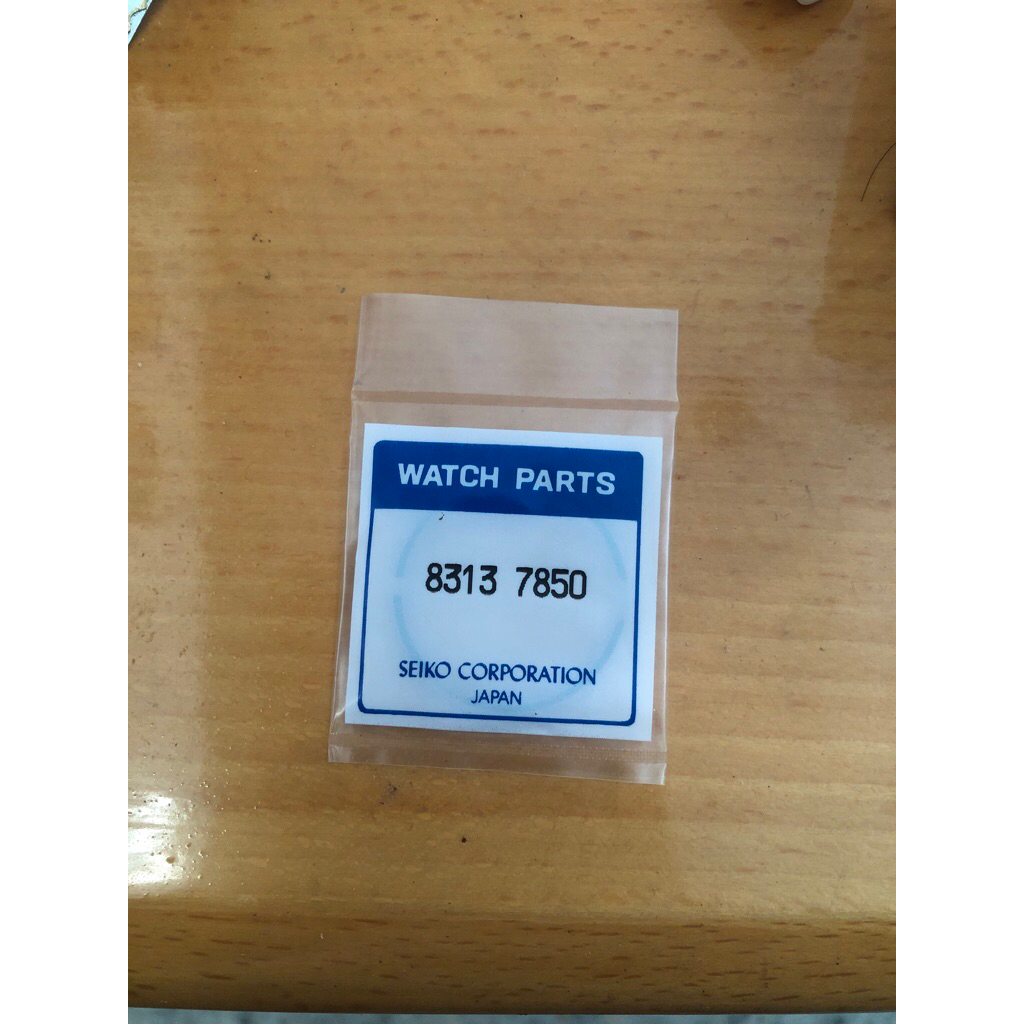 WATCH PARTS
8313 7850
SEIKO CORPORATION
JAPAN